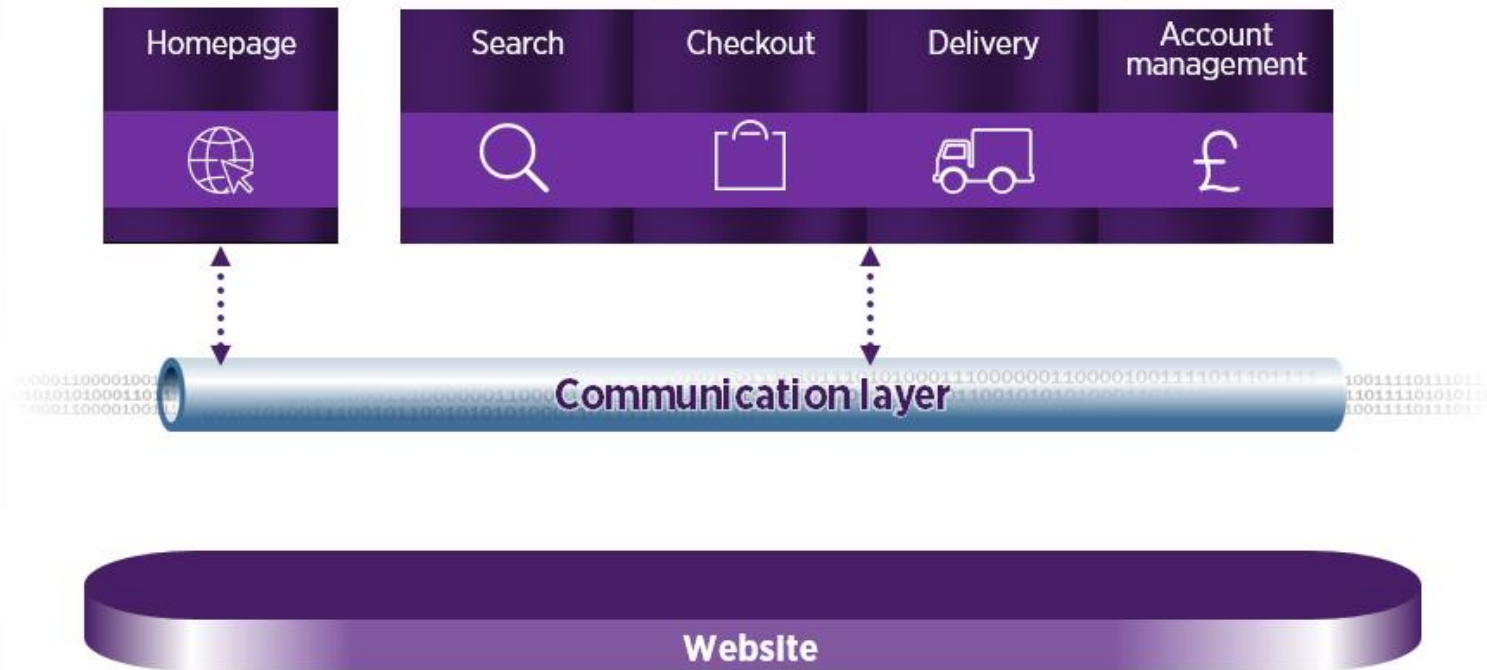 Homepage
Search
Checkout
Delivery
Account
management
£
Communication layer
Website